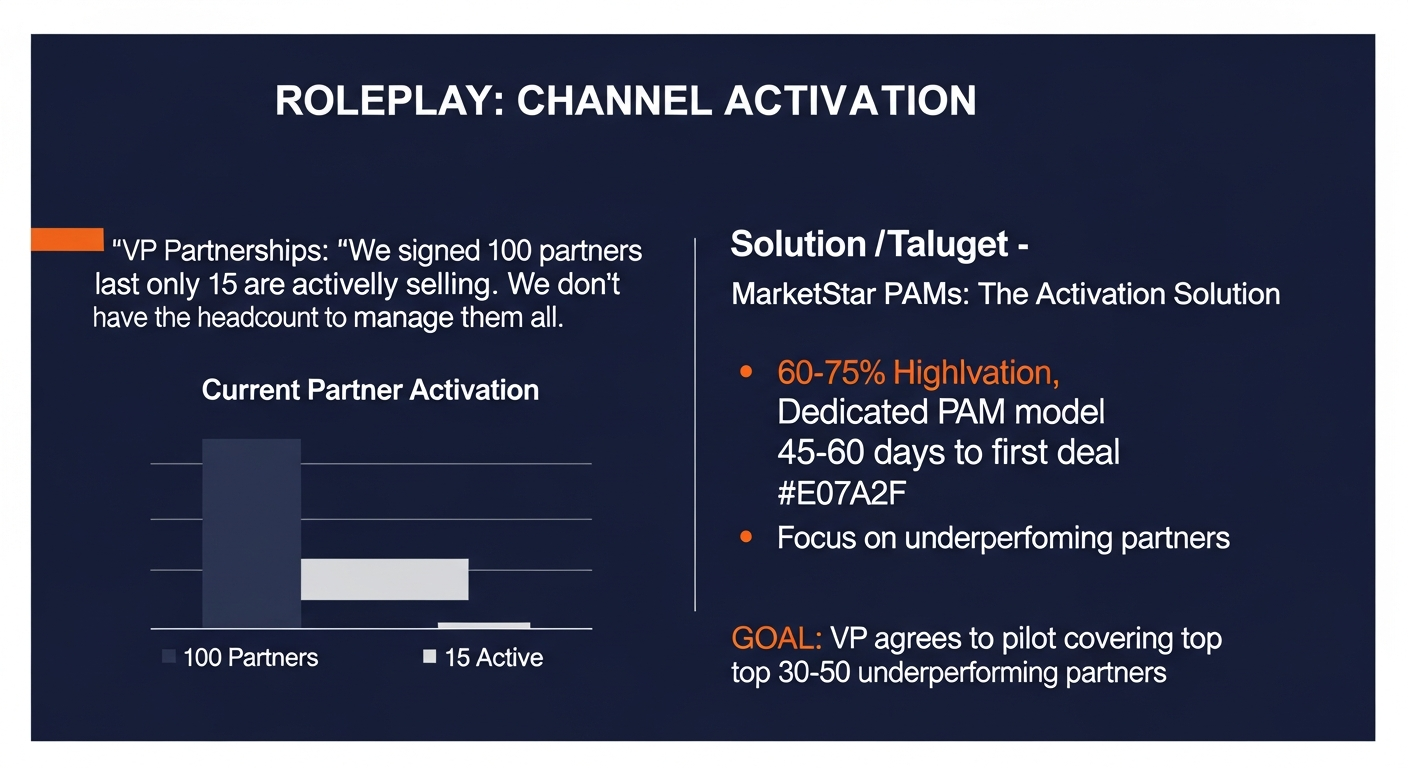 ROLEPLAY: CHANNEL ACTIVATION
"VP Partnerships: "We signed 100 partners
last only 15 are activelly selling. We don't
have the headcount to manage them all.
Current Partner Activation
100 Partners
15 Active
Solution /Taluget -
MarketStar PAMs: The Activation Solution
• 60-75% Highlvation,
Dedicated PAM model
45-60 days to first deal
#E07A2F
• Focus on underperfoming partners
GOAL: VP agrees to pilot covering top
top 30-50 underperforming partners